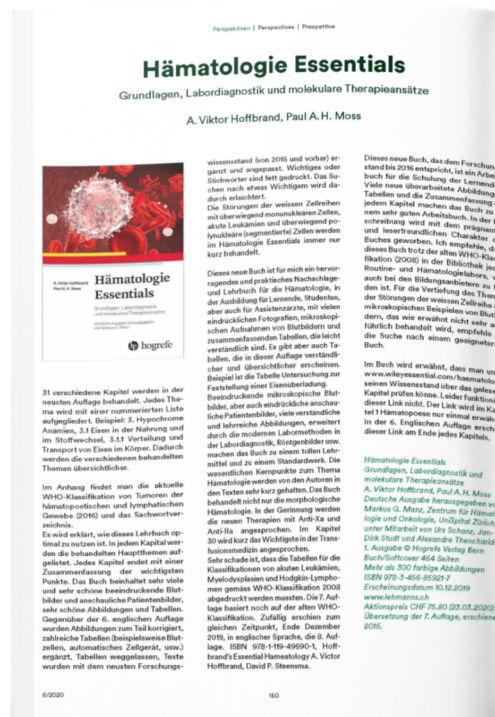 Perspektiven | Perspectives | Prospettive
Hämatologie Essentials
Grundlagen, Labordiagnostik und molekulare Therapieansätze
A. Viktor Hoffbrand, Paul A. H. Moss
A. Victor Hoffbrand
Paul A. H. Moss
Hämatologie
Essentials
Grundlagen, Labordiagnostik
und molekulare Therapieansätze
hogrefe
31 verschiedene Kapitel werden in der
neusten Auflage behandelt. Jedes The-
ma wird mit einer nummerierten Liste
aufgegliedert. Beispiel: 3. Hypochrome
Anämien, 3.1 Eisen in der Nahrung und
im Stoffwechsel, 3.1.1 Verteilung und
Transport von Eisen im Körper. Dadurch
werden die verschiedenen behandelten
Themen übersichtlicher.
Im Anhang findet man die aktuelle
WHO-Klassifikation von Tumoren der
hämatopoetischen und lymphatischen
Gewebe (2016) und das Sachwortver-
zeichnis.
Es wird erklärt, wie dieses Lehrbuch op-
timal zu nutzen ist. In jedem Kapitel wer-
den die behandelten Hauptthemen auf-
gelistet. Jedes Kapitel endet mit einer
Zusammenfassung der wichtigsten
Punkte. Das Buch beinhaltet sehr viele
und sehr schöne beeindruckende Blut-
bilder und anschauliche Patientenbilder,
sehr schöne Abbildungen und Tabellen.
Gegenüber der 6. englischen Auflage
wurden Abbildungen zum Teil korrigiert,
zahlreiche Tabellen (beispielsweise Blut-
zellen, automatisches Zellgerät, usw.)
ergänzt, Tabellen weggelassen, Texte
wurden mit dem neusten Forschungs-
wissensstand (von 2015 und vorher) er-
gänzt und angepasst. Wichtiges oder
Stichwörter sind fett gedruckt. Das Su-
chen nach etwas Wichtigem wird da-
durch erleichtert.
Die Störungen der weissen Zellreihen
mit überwiegend mononukleären Zellen,
akute Leukämien und überwiegend po-
lynukleäre (segmentierte) Zellen werden
im Hämatologie Essentials immer nur
kurz behandelt.
Dieses neue Buch ist für mich ein hervor-
ragendes und praktisches Nachschlage-
und Lehrbuch für die Hämatologie, in
der Ausbildung für Lernende, Studenten,
aber auch für Assistenzärzte, mit vielen
eindrücklichen Fotografien, mikroskopi-
schen Aufnahmen von Blutbildern und
zusammenfassenden Tabellen, die leicht
verständlich sind. Es gibt aber auch Ta-
bellen, die in dieser Auflage verständli-
cher und übersichtlicher erscheinen.
Beispiel ist die Tabelle Untersuchung zur
Feststellung einer Eisenüberladung.
Beeindruckende mikroskopische Blut-
bilder, aber auch eindrückliche anschau-
liche Patientenbilder, viele verständliche
und lehrreiche Abbildungen, erweitert
durch die modernen Labormethoden in
der Labordiagnostik, Röntgenbilder usw.
machen das Buch zu einem tollen Lehr-
mittel und zu einem Standardwerk. Die
wesentlichen Kernpunkte zum Thema
Hämatologie werden von den Autoren in
den Texten sehr kurz gehalten. Das Buch
behandelt nicht nur die morphologische
Hämatologie. In der Gerinnung werden
die neuen Therapien mit Anti-Xa und
Anti-IIa angesprochen. Im Kapitel
30 wird kurz das Wichtigste in der Trans-
fusionsmedizin angesprochen.
Sehr schade ist, dass die Tabellen für die
Klassifikationen von akuten Leukämien,
Myelodysplasien und Hodgkin-Lympho-
men gemäss WHO-Klassifikation 2008
abgedruckt werden mussten. Die 7. Auf-
lage basiert noch auf der alten WHO-
Klassifikation. Zufällig erschien zum
gleichen Zeitpunkt, Ende Dezember
2019, in englischer Sprache, die 8. Auf-
lage. ISBN 978-1-119-49590-1, Hoff-
brand's Essential Hameatology A. Victor
Hoffbrand, David P. Steensma.
Dieses neue Buch, das dem Forschun
stand bis 2016 entspricht, ist ein Arbe
buch für die Schulung der Lernend
Viele neue überarbeitete Abbildung
Tabellen und die Zusammenfassung
jedem Kapitel machen das Buch zu
nem sehr guten Arbeitsbuch. In der
schreibung wird mit dem prägnan
und leserfreundlichen Charakter
Buches geworben. Ich empfehle, d
dieses Buch trotz der alten WHO-Kla
fikation (2008) in der Bibliothek je
Routine- und Hämatologielabors,
auch bei den Bildungsanbietern zu
den ist. Für die Vertiefung des Then
der Störungen der weissen Zellreihe
mikroskopischen Beispielen von Blut
dern, das wie erwähnt nicht sehr a
führlich behandelt wird, empfehle
die Suche nach einem geeigneter
Buch.
Im Buch wird erwähnt, dass man un
www.wileyessential.com/haematolo
seinen Wissensstand über das geles
Kapitel prüfen könne. Leider funktioni
dieser Link nicht. Der Link wird im Ka
tel 1 Hämatopoese nur einmal erwäh
In der 6. Englischen Auflage ersch
dieser Link am Ende jedes Kapitels.
Hämatologie Essentials
Grundlagen, Labordiagnostik und
molekulare Therapieansätze
A. Viktor Hoffbrand, Paul A. H. Moss
Deutsche Ausgabe herausgegeben v
Markus G. Manz, Zentrum für Hämat
logie und Onkologie, UniSpital Zürich
unter Mitarbeit von Urs Schanz, Jan-
Dirk Studt und Alexandre Theocharid
1. Ausgabe © Hogrefe Verlag Bern
Buch/Softcover 464 Seiten
Mehr als 300 farbige Abbildungen
ISBN 978-3-456-85921-7
Erscheinungsdatum 10.12.2019
www.lehmanns.ch
Aktionspreis CHF 75.80 (23.03.2020)
Übersetzung der 7. Auflage, erschiene
2015.
6/2020
150